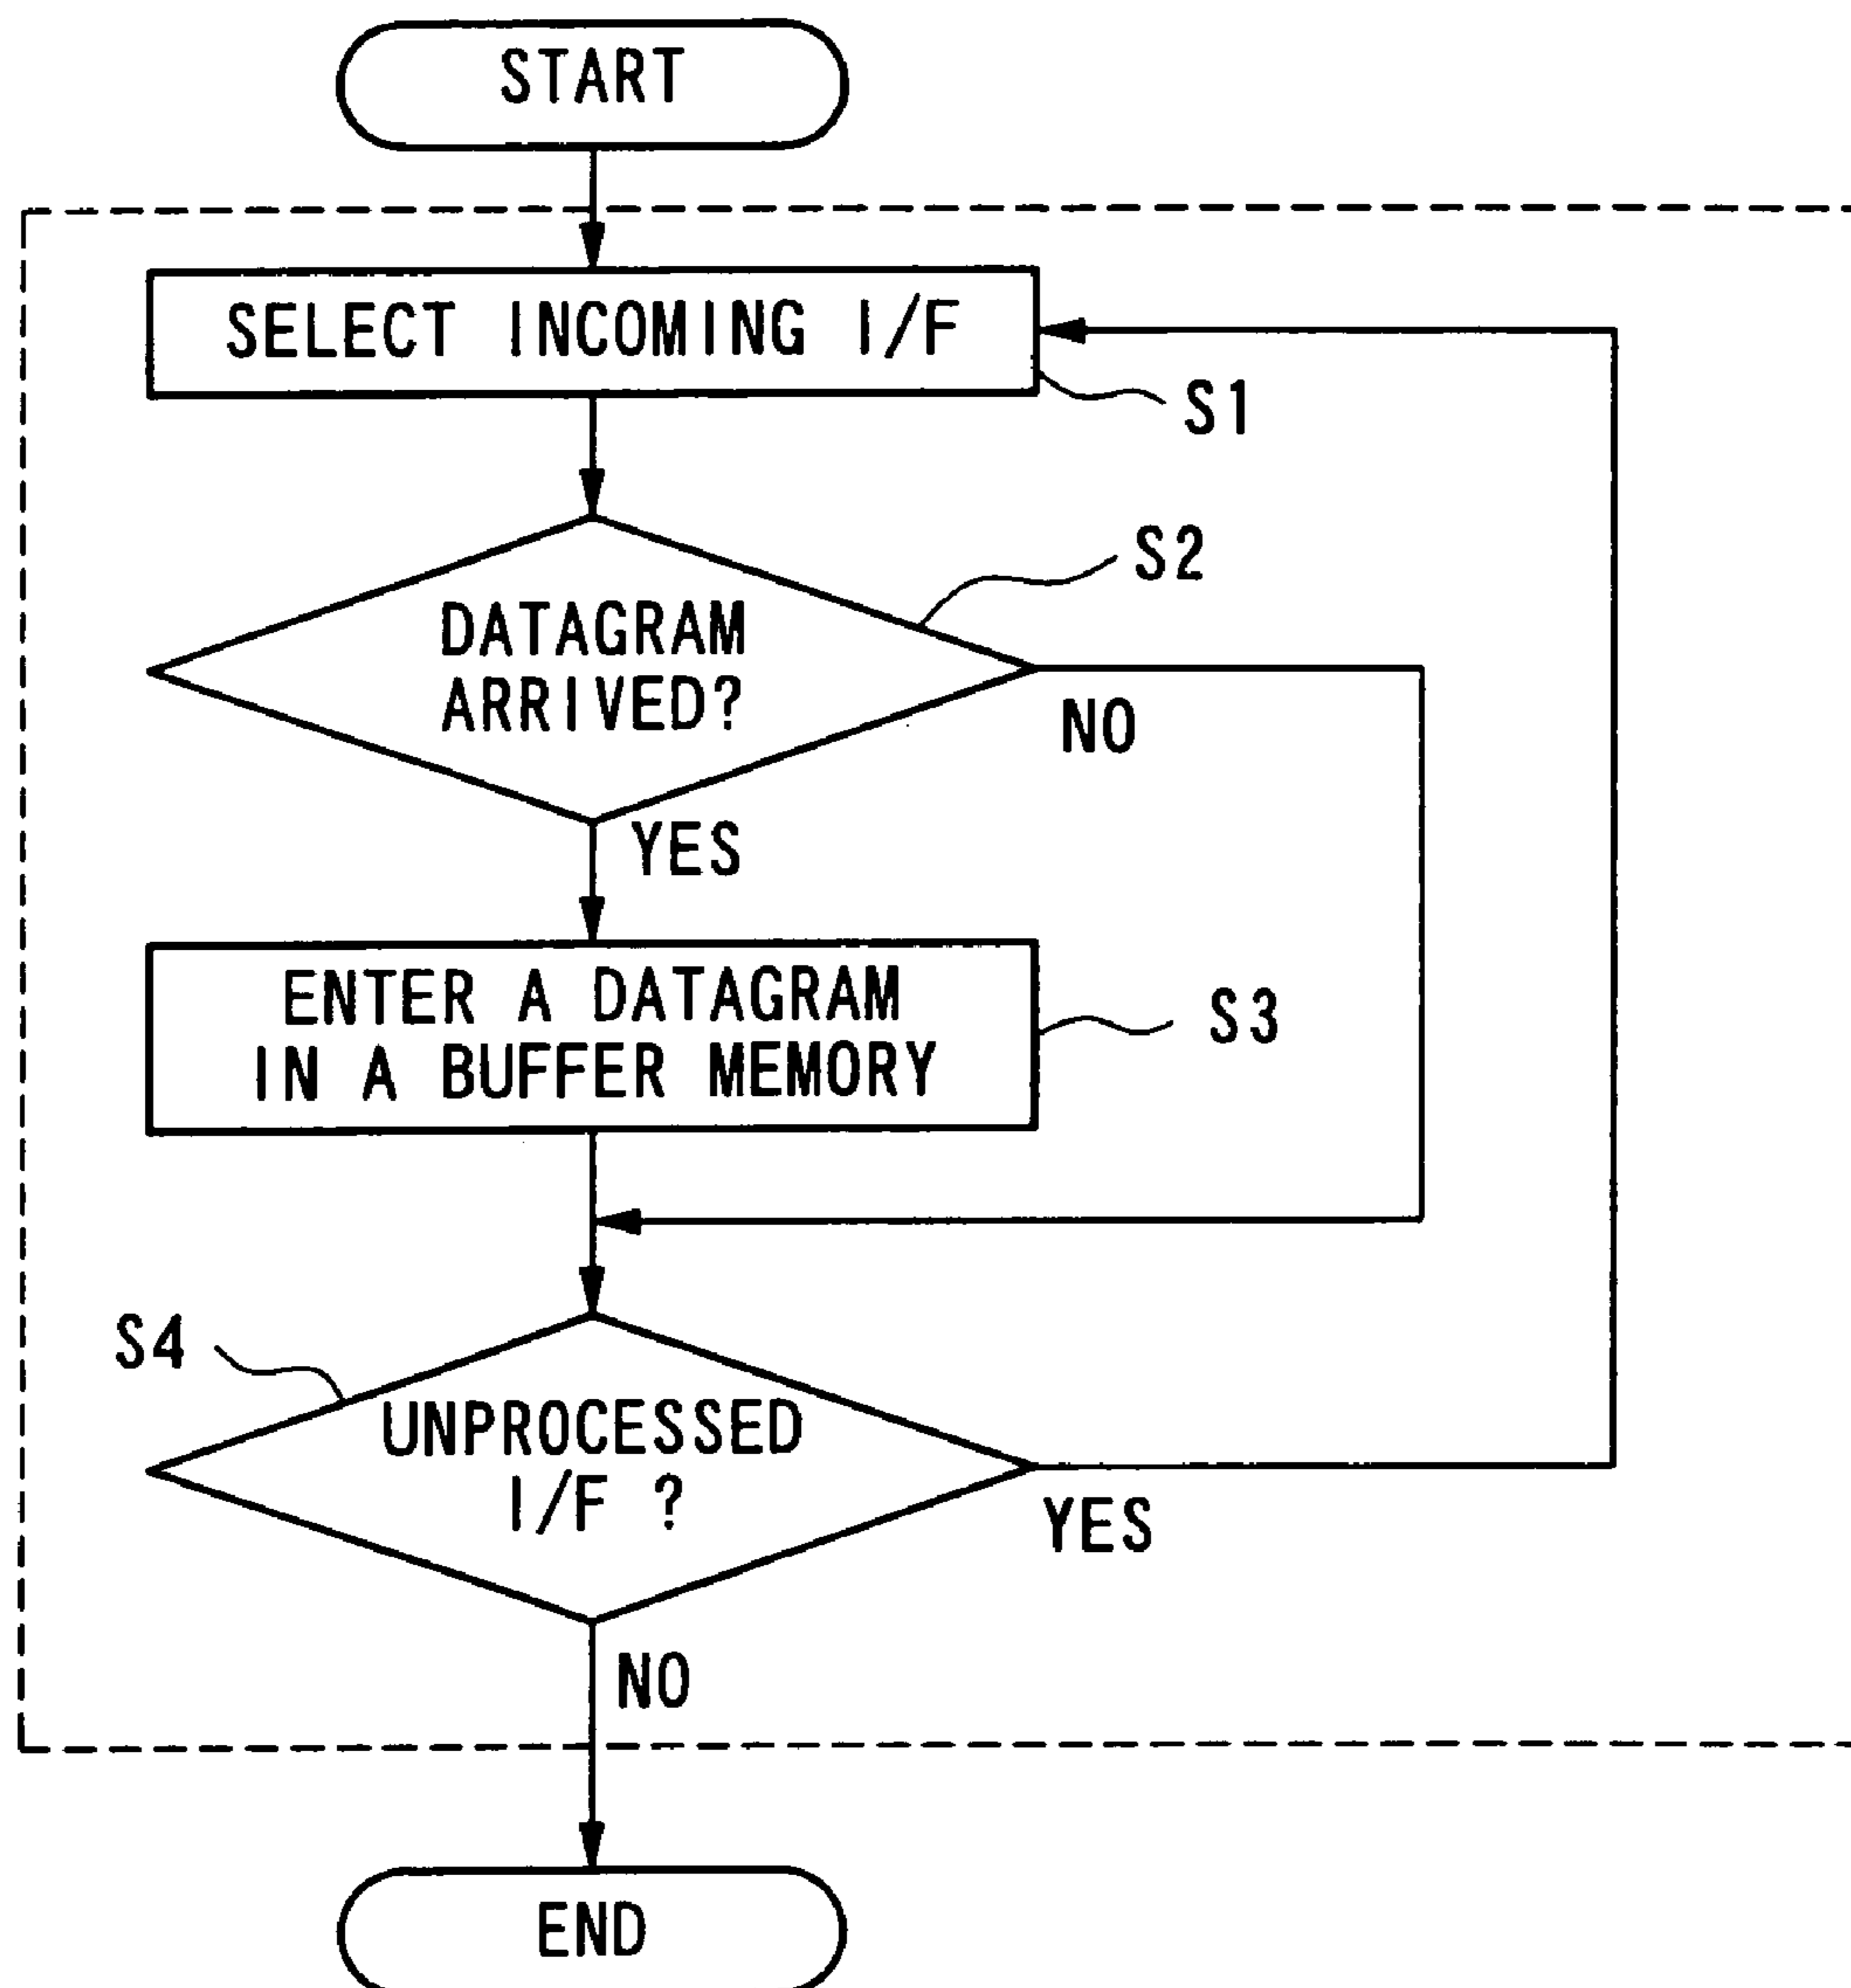 START
SELECT INCOMING I/F
S1
S2
DATAGRAM
ARRIVED?
NO
YES
ENTER A DATAGRAM
IN A BUFFER MEMORY
S3
S4
UNPROCESSED
I/F ?
YES
NO
END